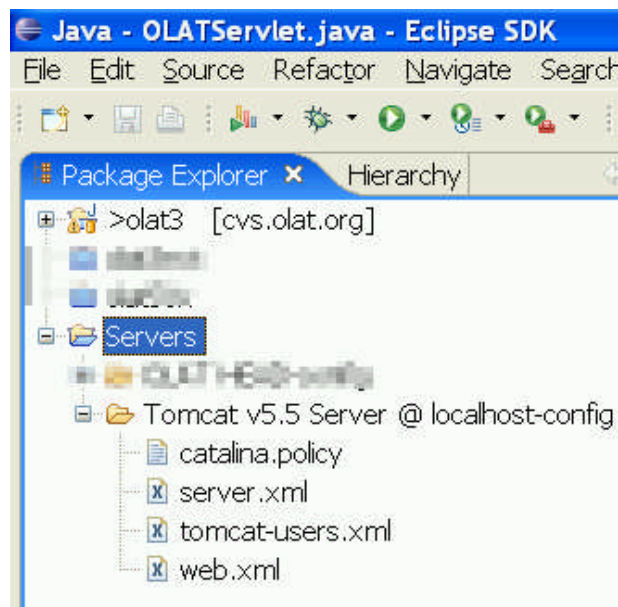 Java - OLATServlet.java - Eclipse SDK
File Edit Source Refactor Navigate Search
Package Explorer Hierarchy
>olat3 [cvs.olat.org]
Servers
Tomcat v5.5 Server @ localhost-config
catalina.policy
server.xml
tomcat-users.xml
web.xml